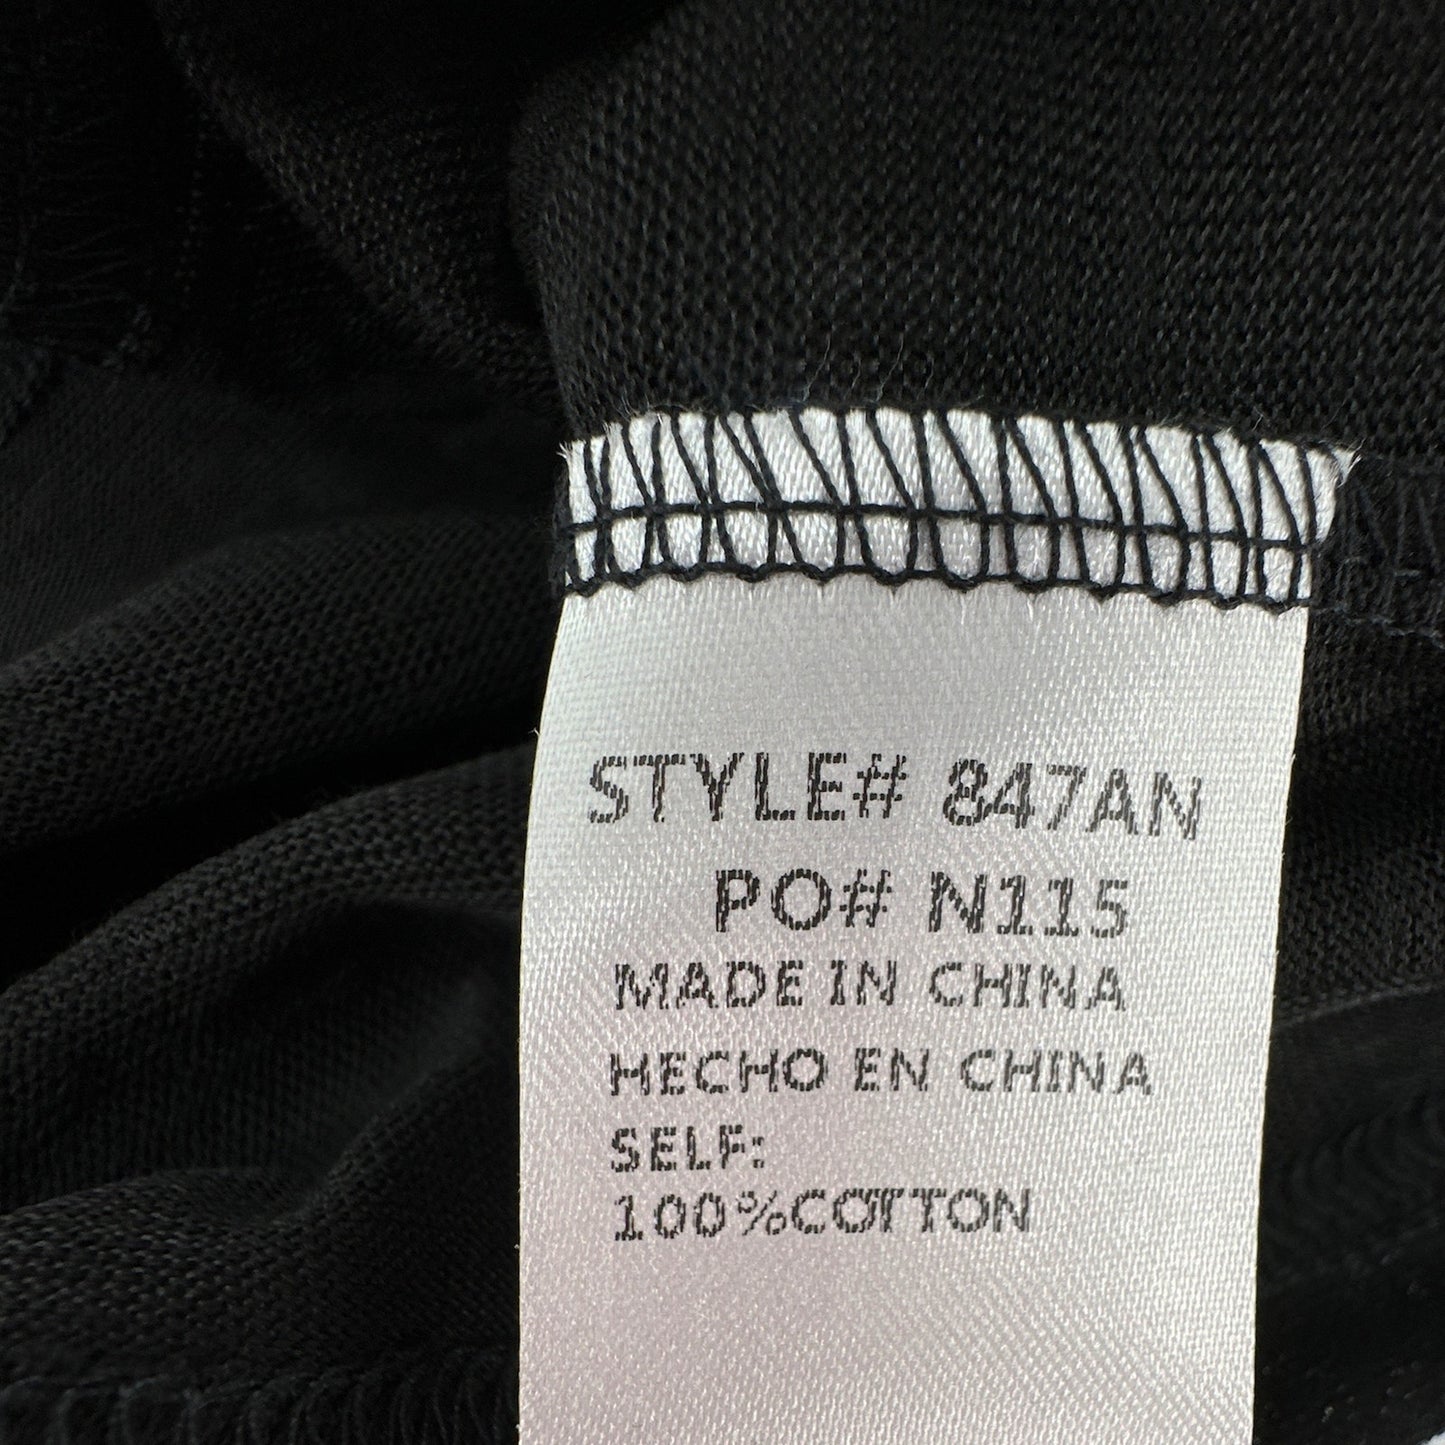 STYLE# 847AN
PO# N115
MADE IN CHINA
HECHO EN CHINA
SELF:
100%COTTON